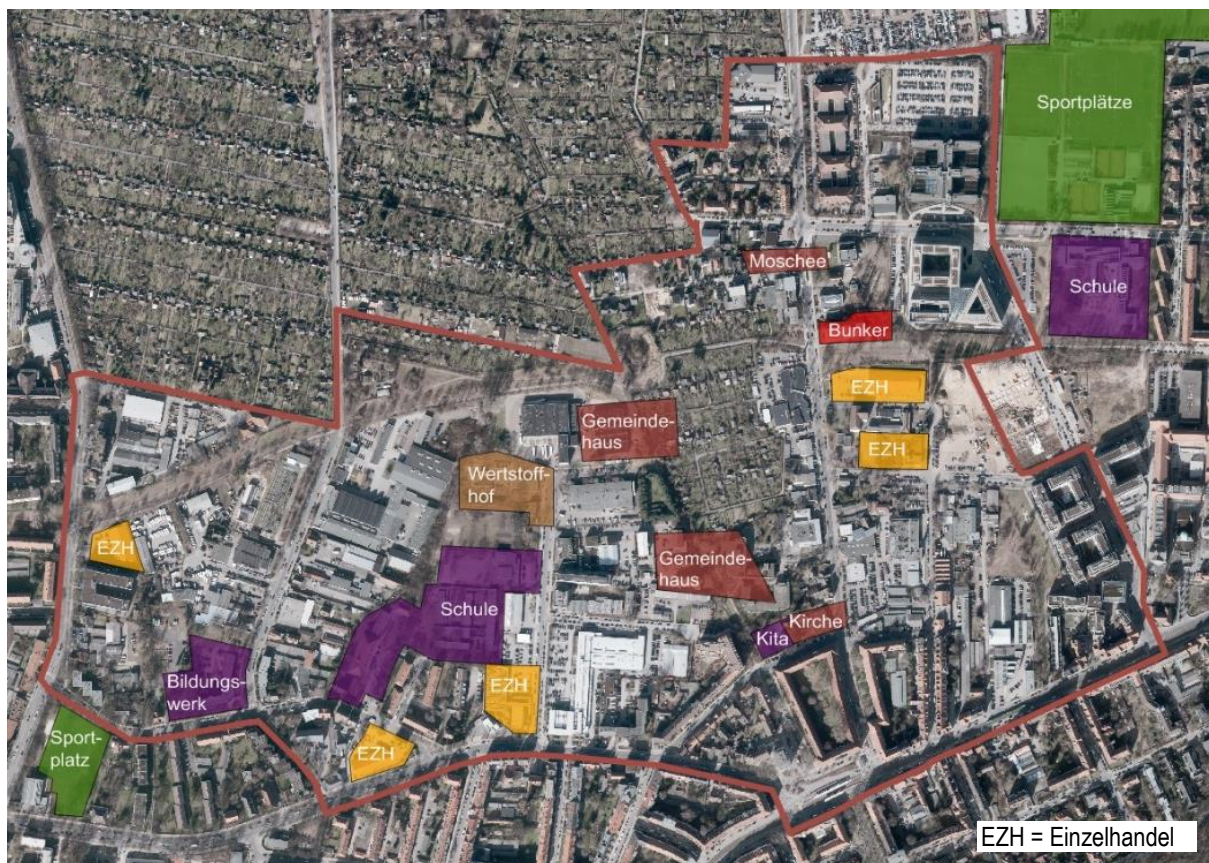 Sportplätze
Moschee
Schule
Bunker
EZH
Gemeinde-
haus
EZH
Wertstoff-
hof
EZH
Gemeinde-
haus
Schule
Kirche
Kita
Bildungs-
werk
EZH
Sport-
platz
EZH
EZH = Einzelhandel